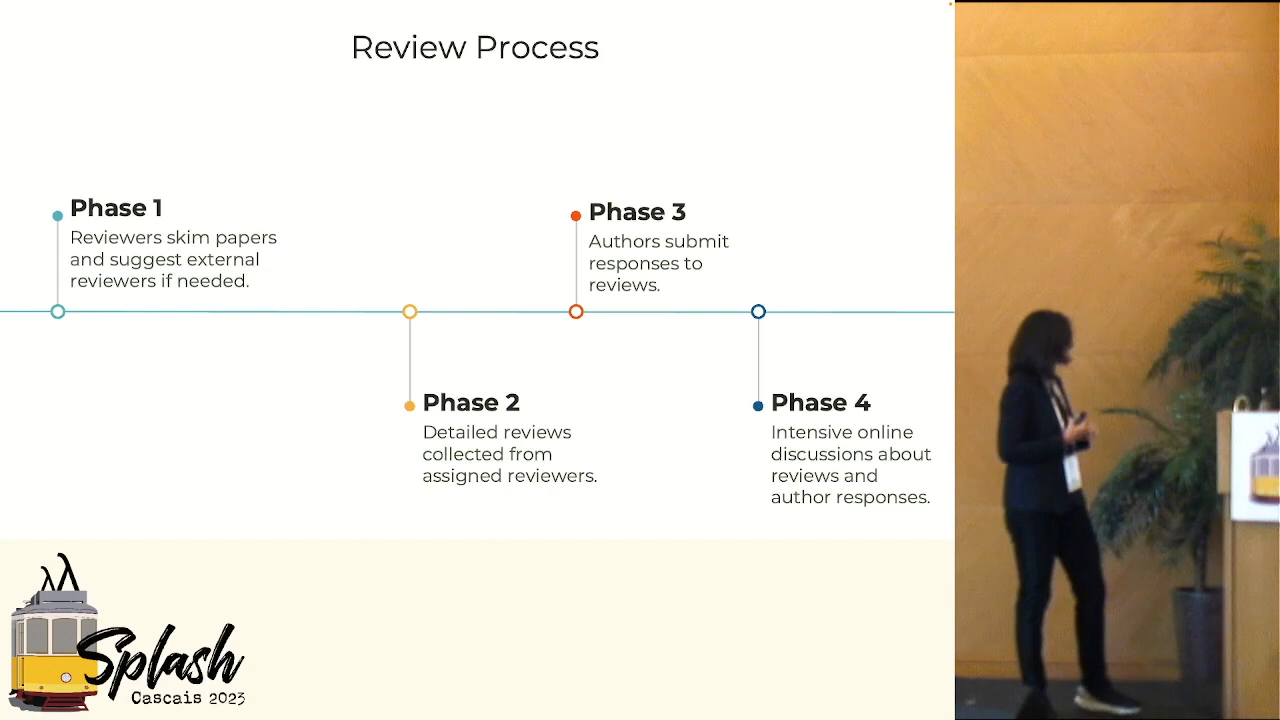 Review Process
Phase 1
Reviewers skim papers
and suggest external
reviewers if needed.
Phase 3
Authors submit
responses to
reviews.
Phase 2
Detailed reviews
collected from
assigned reviewers.
Phase 4
Intensive online
discussions about
reviews and
author responses.
Splash
Cascais 2023